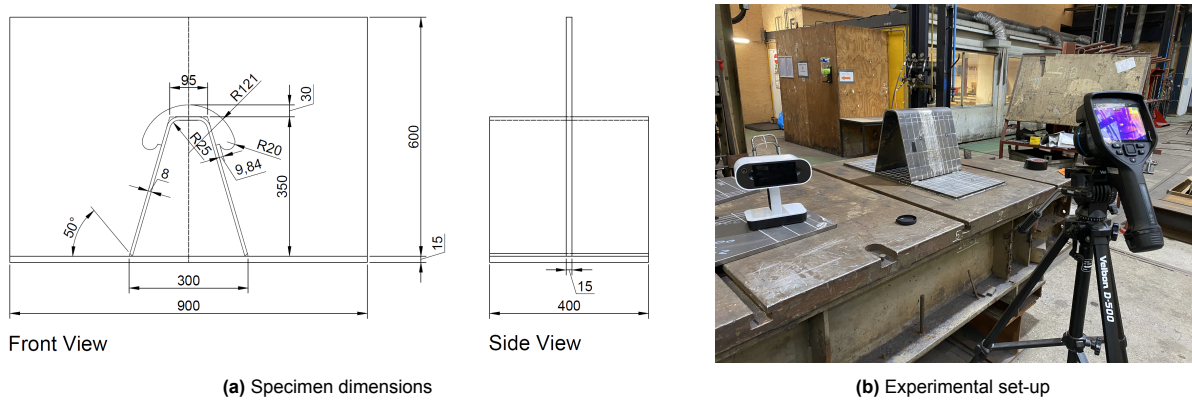 95
R121
30
R25
R20
9,84
8
350
600
50°
15
300
900
Front View
15
400
Side View
Velbon D-500
(a) Specimen dimensions
(b) Experimental set-up